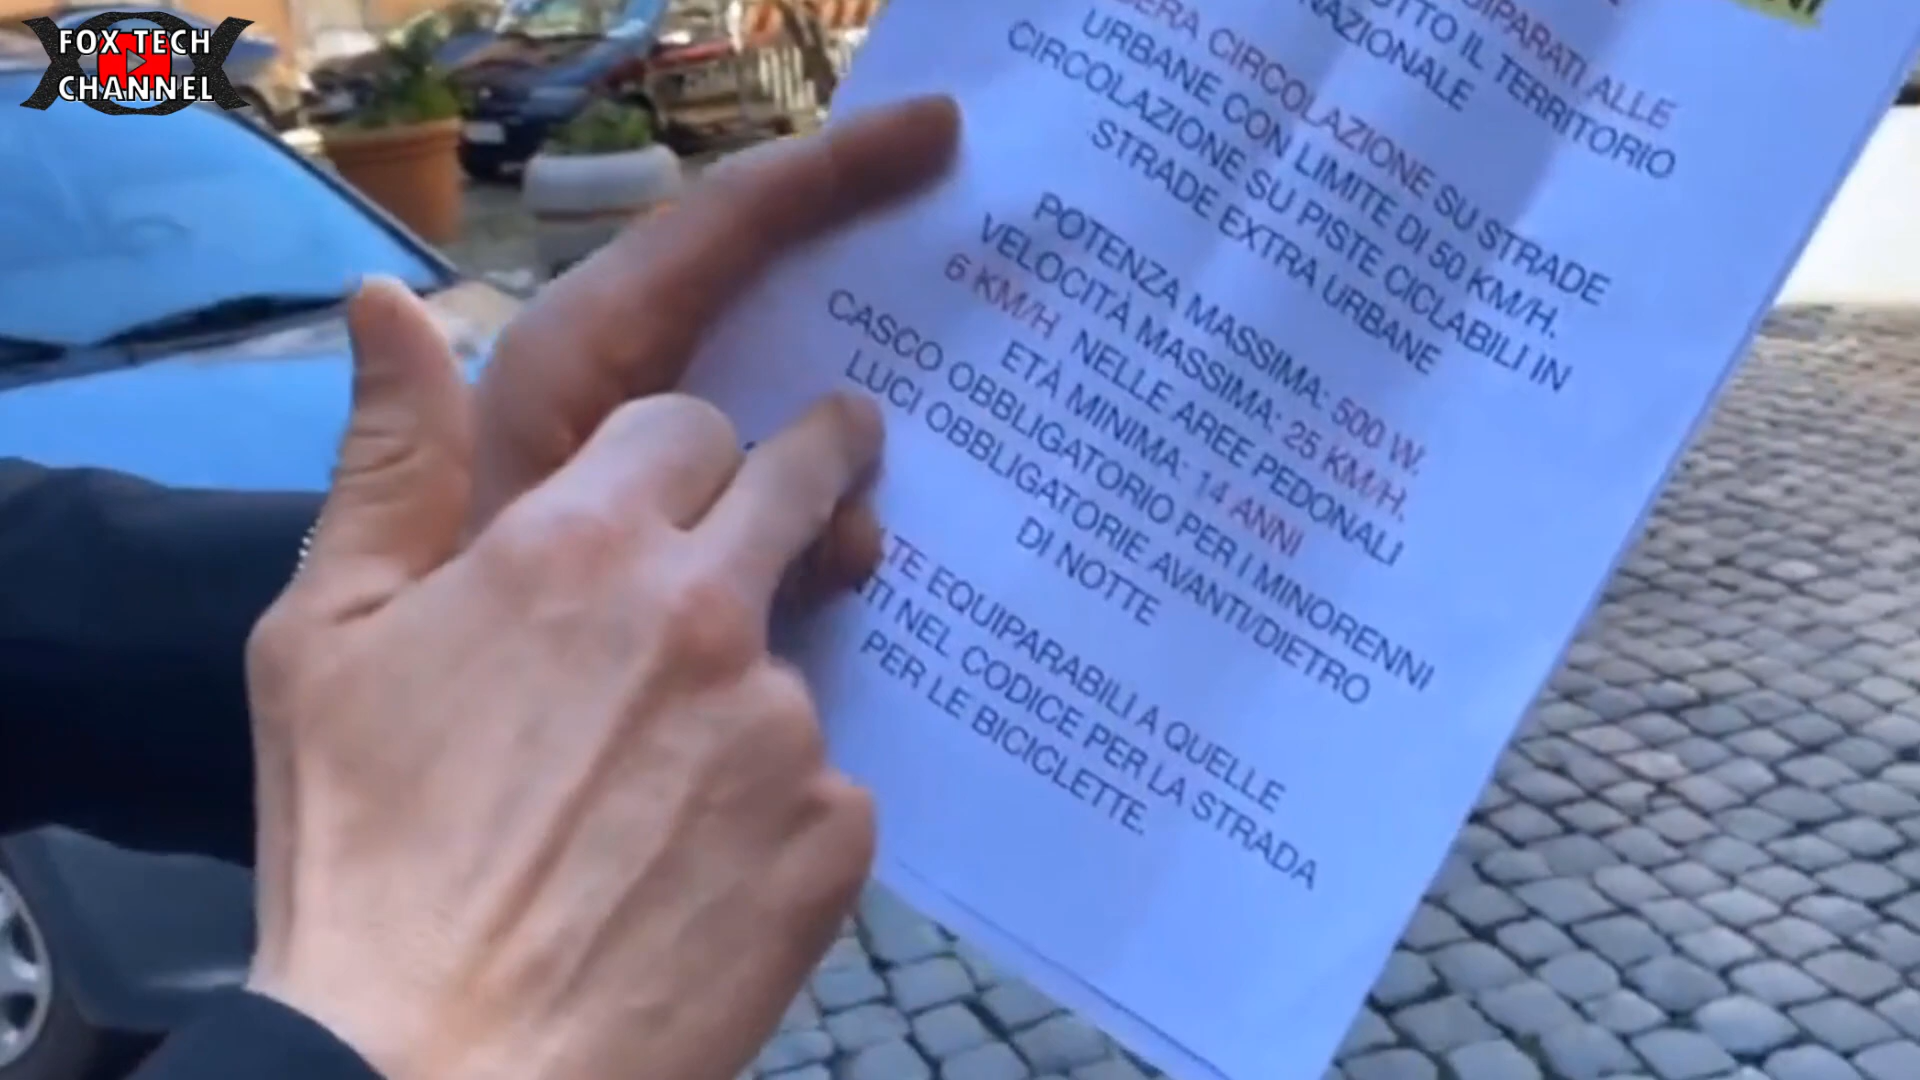 FOX TECH
CHANNEL
EQUIPARATI ALLE
TUTTO IL TERRITORIO
NAZIONALE
LIBERA CIRCOLAZIONE SU STRADE
URBANE CON LIMITE DI 50 KM/H.
CIRCOLAZIONE SU PISTE CICLABILI IN
STRADE EXTRA URBANE
POTENZA MASSIMA: 500 W.
VELOCITÀ MASSIMA: 25 KM/H.
6 KM/H NELLE AREE PEDONALI
ETÀ MINIMA: 14 ANNI
CASCO OBBLIGATORIO PER I MINORENNI
LUCI OBBLIGATORIE AVANTI/DIETRO
DI NOTTE
EQUIPARABILI A QUELLE
NEL CODICE PER LA STRADA
PER LE BICICLETTE.